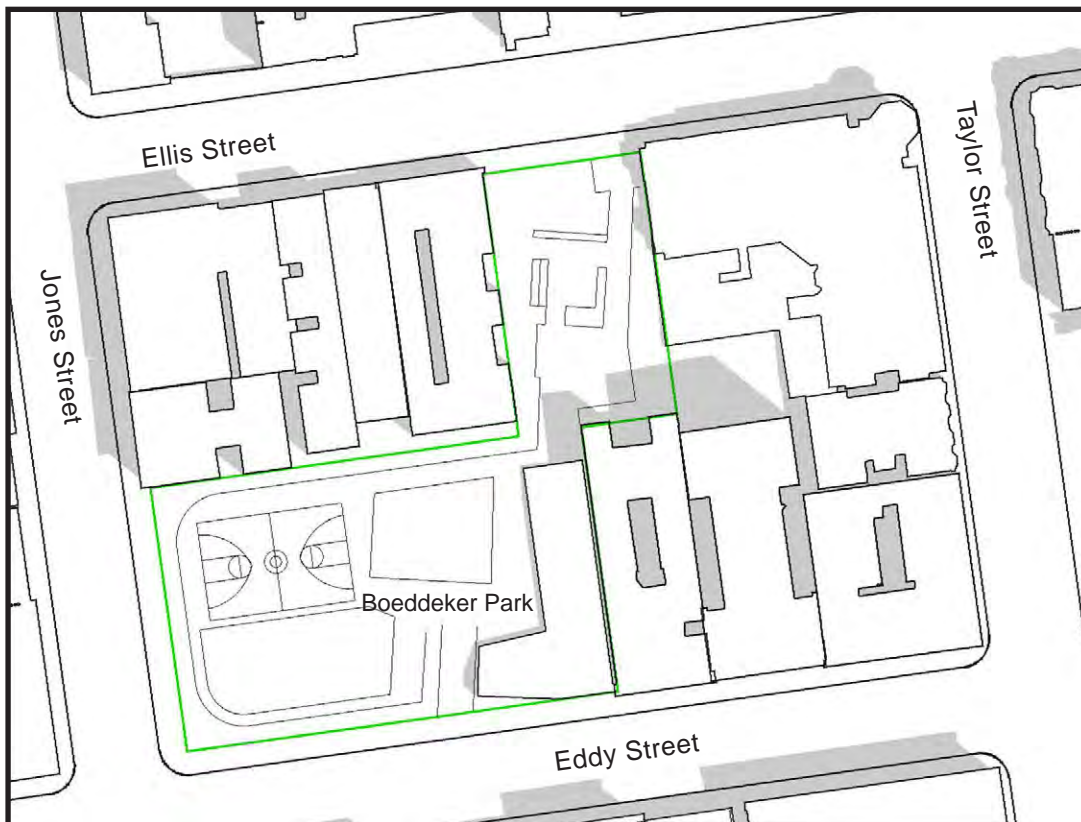 Ellis Street
Taylor Street
Jones Street
Boeddeker Park
Eddy Street